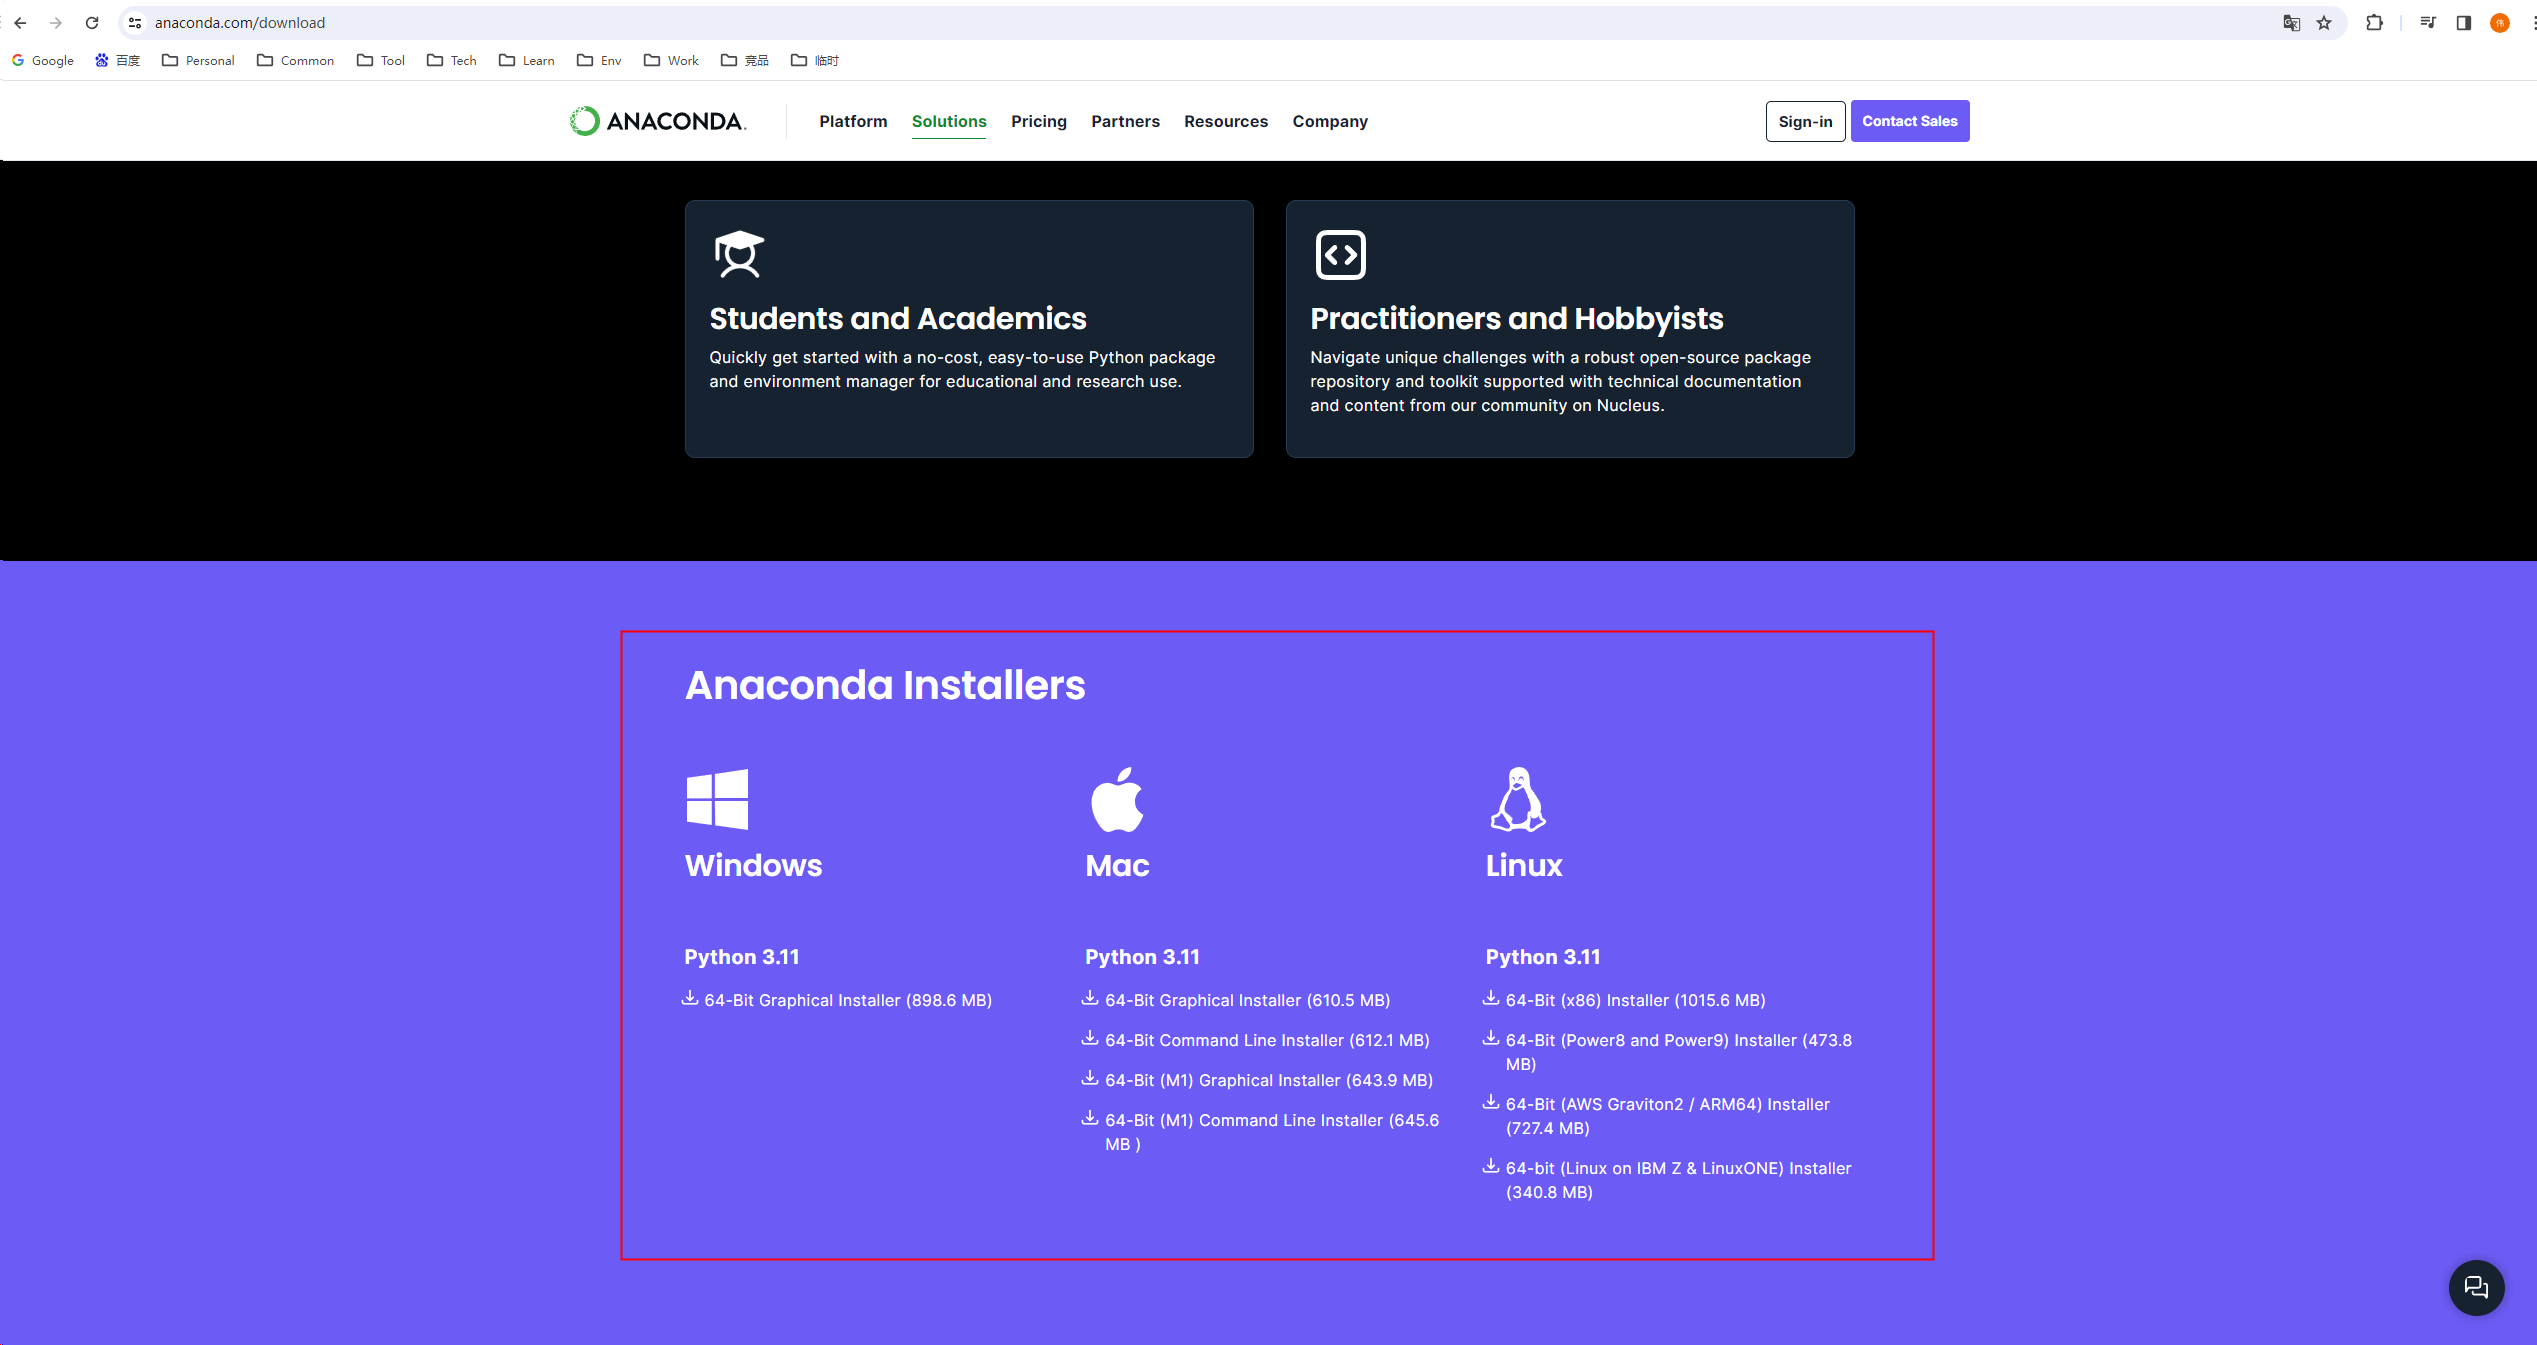 anaconda.com/download
Google 百度 Personal Common Tool Tech Learn Env Work 竞品 临时
ANACONDA. Platform Solutions Pricing Partners Resources Company Sign-in Contact Sales
Students and Academics
Quickly get started with a no-cost, easy-to-use Python package
and environment manager for educational and research use.
Practitioners and Hobbyists
Navigate unique challenges with a robust open-source package
repository and toolkit supported with technical documentation
and content from our community on Nucleus.
Anaconda Installers
Windows
Python 3.11
64-Bit Graphical Installer (898.6 MB)
Mac
Python 3.11
64-Bit Graphical Installer (610.5 MB)
64-Bit Command Line Installer (612.1 MB)
64-Bit (M1) Graphical Installer (643.9 MB)
64-Bit (M1) Command Line Installer (645.6
MB )
Linux
Python 3.11
64-Bit (x86) Installer (1015.6 MB)
64-Bit (Power8 and Power9) Installer (473.8
MB)
64-Bit (AWS Graviton2 / ARM64) Installer
(727.4 MB)
64-bit (Linux on IBM Z & LinuxONE) Installer
(340.8 MB)